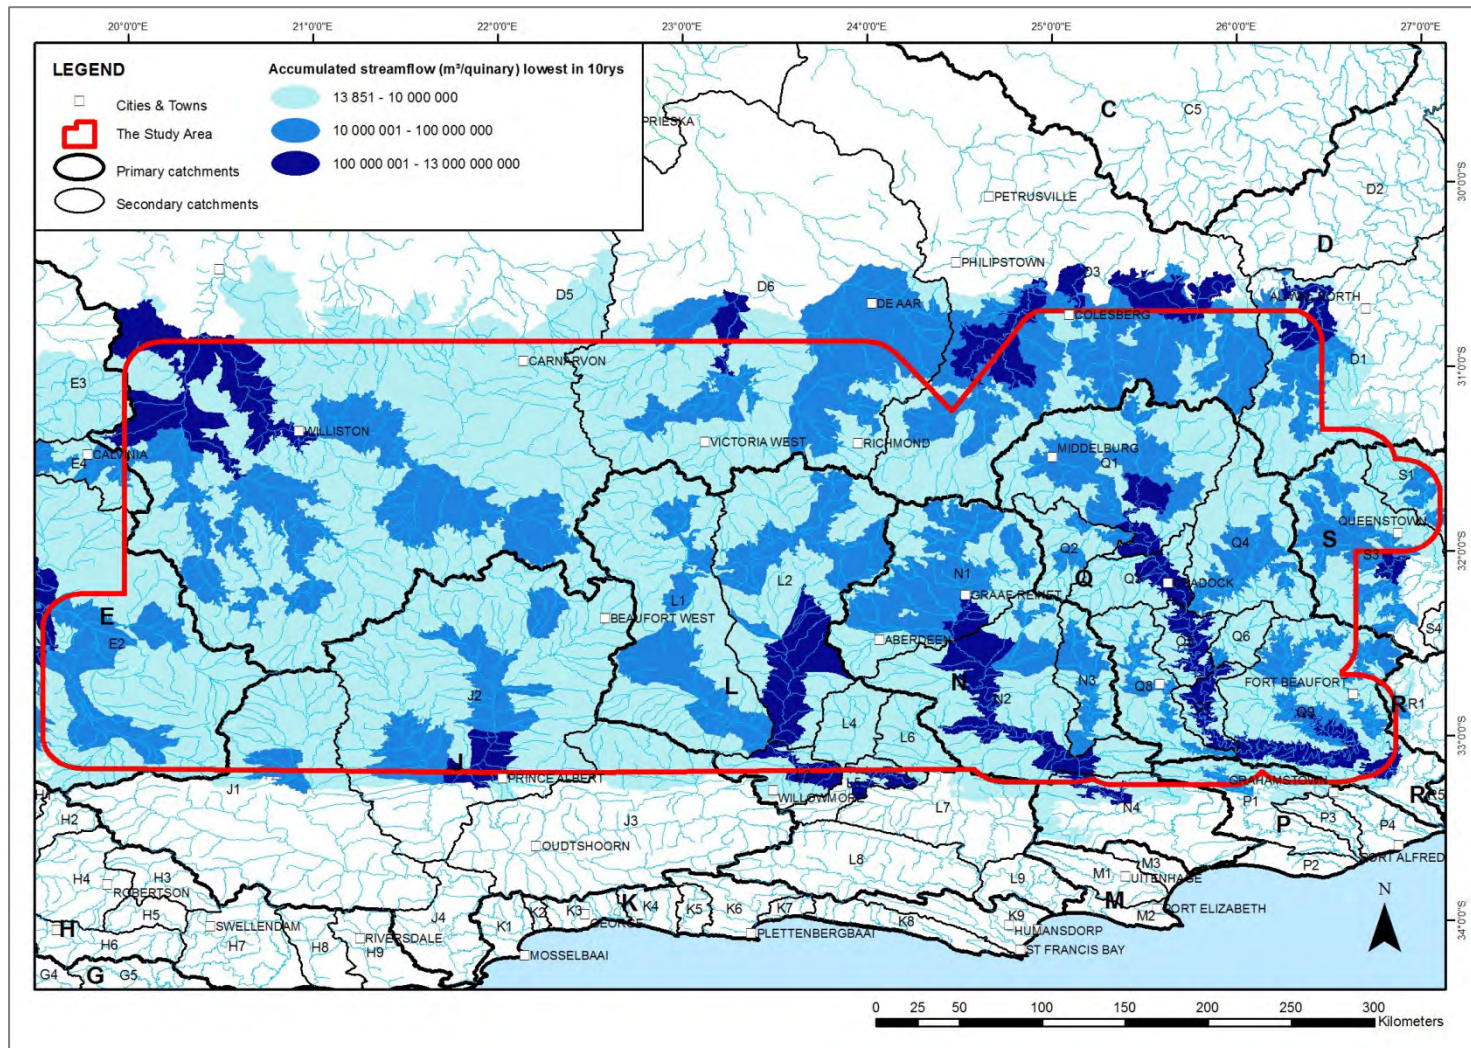 20°0'0"E
21°0'0"E
22°0'0"E
23°0'0"E
24°0'0"E
25°0'0"E
26°0'0"E
27°0'0"E
LEGEND
Cities & Towns
The Study Area
Primary catchments
Secondary catchments
Accumulated streamflow (m³/quinary) lowest in 10rys
13 851 - 10 000 000
10 000 001 - 100 000 000
100 000 001 - 13 000 000 000
PRIESKA
C
C5
30°0'0"S
D2
PETRUSVILLE
D
PHILIPSTOWN
D3
D6
D5
DE AAR
COLESBERG
D1
31°0'0"S
CARNARVON
E3
WILLISTON
VICTORIA WEST
RICHMOND
MIDDELBURG
Q1
CALVINIA
E4
S1
QUEENSTOWN
S
S3
32°0'0"S
Q2
Q4
Q
L2
N1
L1
BEAUFORT WEST
ABERDEEN
E
E2
Q6
S4
N3
Q8
FORT BEAUFORT
L
N
N2
J2
R
R1
Q9
L4
L6
33°0'0"S
J
PRINCE ALBERT
WILLOWMORE
GRAHAMSTOWN
J1
L7
N4
P1
R
R5
H1
H2
J3
P
P3
P4
OUDTSHOORN
PORT ALFRED
L8
P2
M3
M1
UITENHAGE
H4
H3
ROBERTSON
L9
M
M2
PORT ELIZABETH
H5
K1
K2
K3
K
K4
K5
K6
K7
K8
K9
GEORGE
J4
34°0'0"S
H
H6
SWELLENDAM
H7
H8
RIVERSDALE
H9
PLETTENBERGBAAI
HUMANSDORP
ST FRANCIS BAY
MOSSELBAAI
G4
G
G5
N
0 25 50 100 150 200 250 300
Kilometers